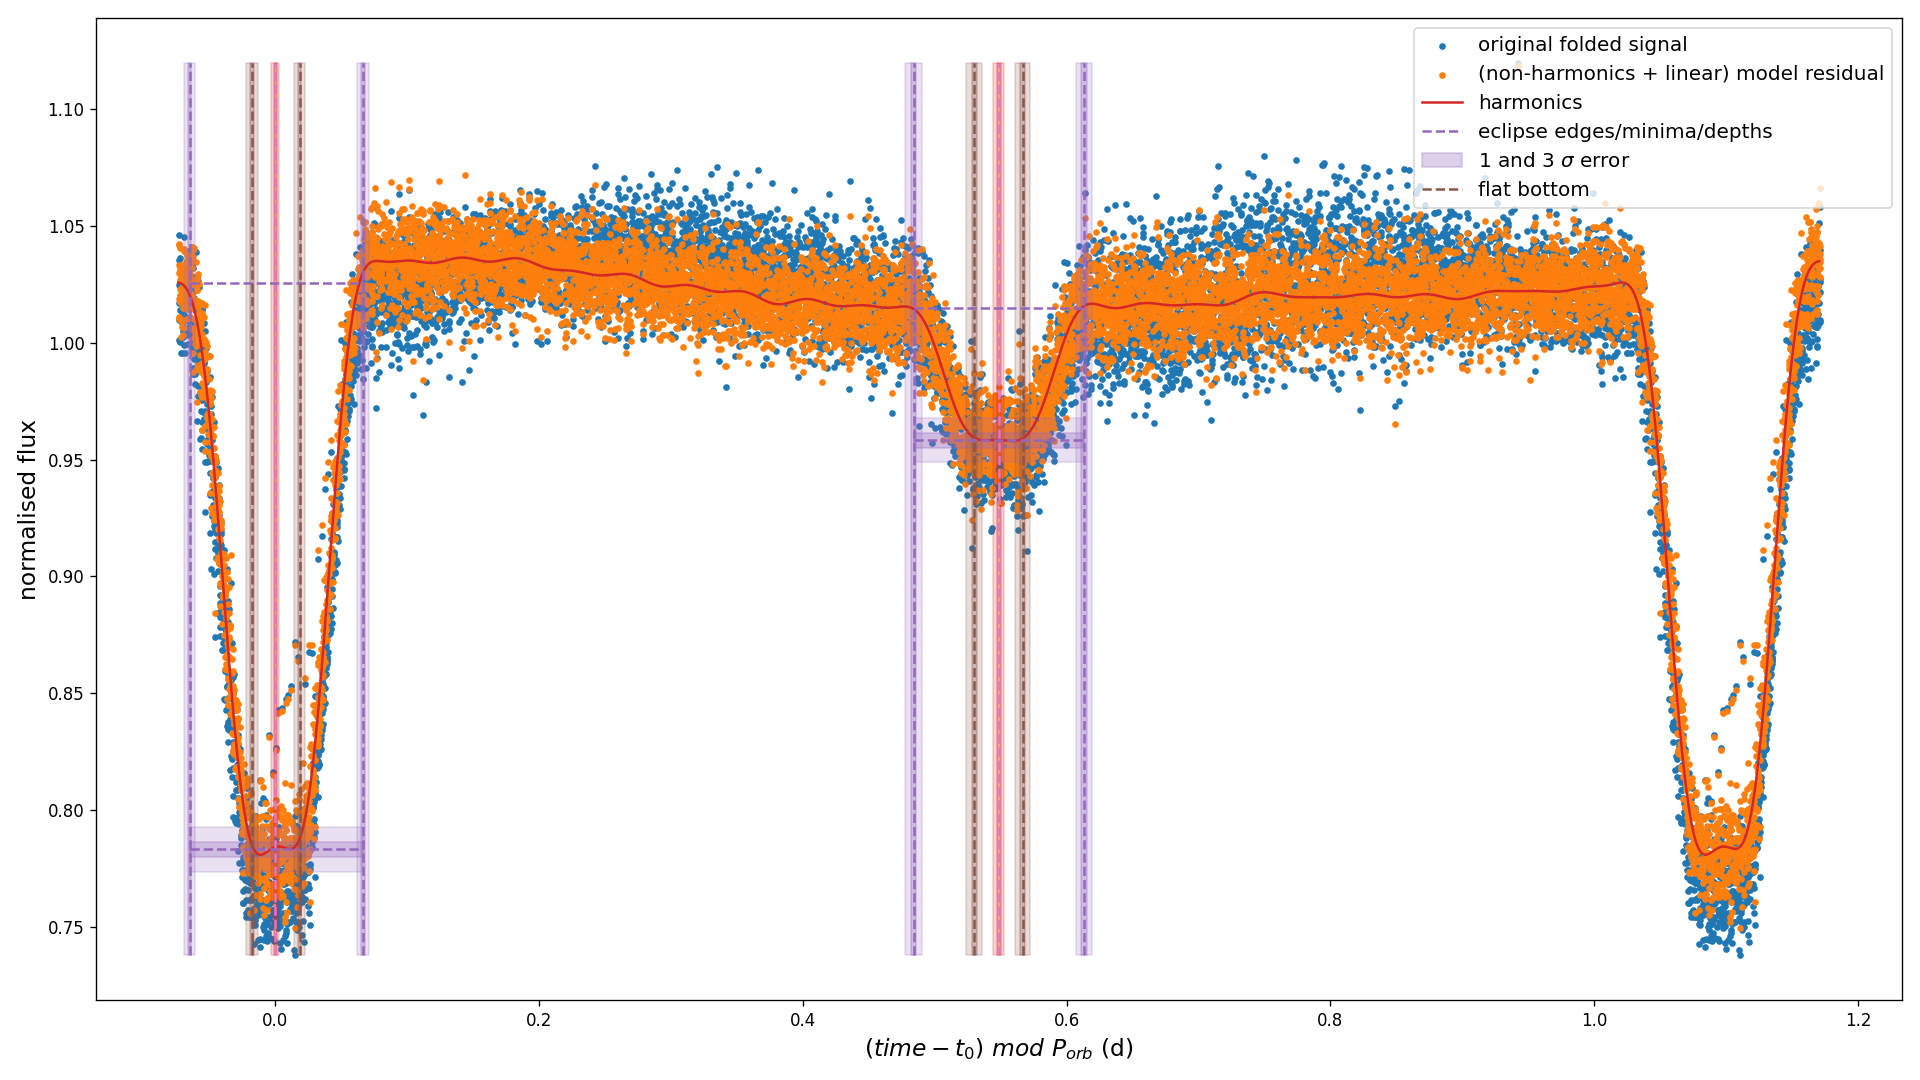 original folded signal
(non-harmonics + linear) model residual
harmonics
eclipse edges/minima/depths
1 and 3 σ error
flat bottom
normalised flux
1.10
1.05
1.00
0.95
0.90
0.85
0.80
0.75
0.0 0.2 0.4 0.6 0.8 1.0 1.2
(time − t₀) mod Pₒᵣb (d)